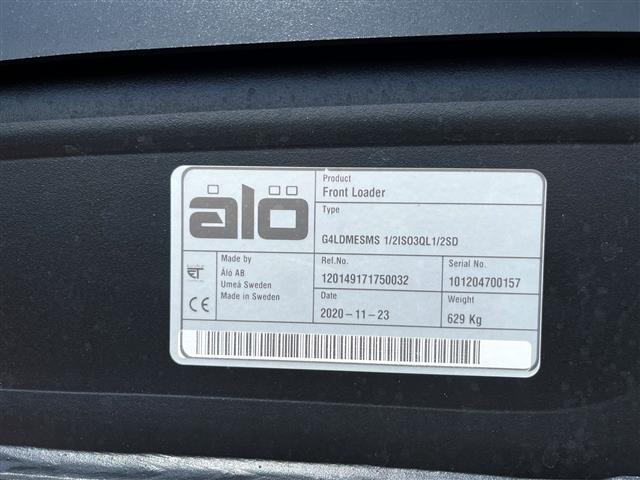 älö
Product
Front Loader
Type
G4LDMESMS 1/2ISO3QL1/2SD
Made by
Ålö AB
Umeå Sweden
Made in Sweden
CE
Ref.No.
120149171750032
Serial No.
101204700157
Date
2020-11-23
Weight
629 Kg